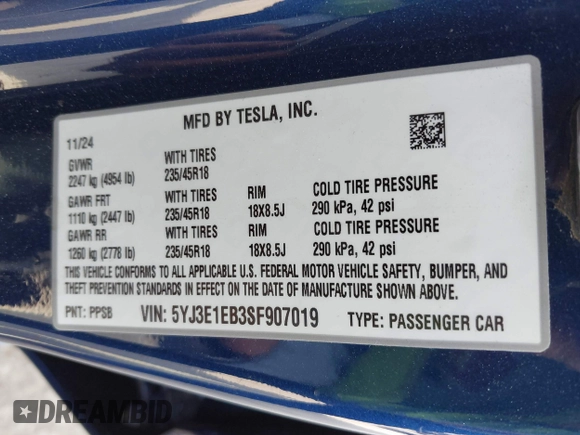 MFD BY TESLA, INC.
11/24
GVWR WITH TIRES
2247 kg (4954 lb) 235/45R18
GAWR FRT WITH TIRES RIM COLD TIRE PRESSURE
1110 kg (2447 lb) 235/45R18 18X8.5J 290 kPa, 42 psi
GAWR RR WITH TIRES RIM COLD TIRE PRESSURE
1260 kg (2778 lb) 235/45R18 18X8.5J 290 kPa, 42 psi
THIS VEHICLE CONFORMS TO ALL APPLICABLE U.S. FEDERAL MOTOR VEHICLE SAFETY, BUMPER, AND
THEFT PREVENTION STANDARDS IN EFFECT ON THE DATE OF MANUFACTURE SHOWN ABOVE.
PNT: PPSB VIN: 5YJ3E1EB3SF907019 TYPE: PASSENGER CAR
DREAMBID